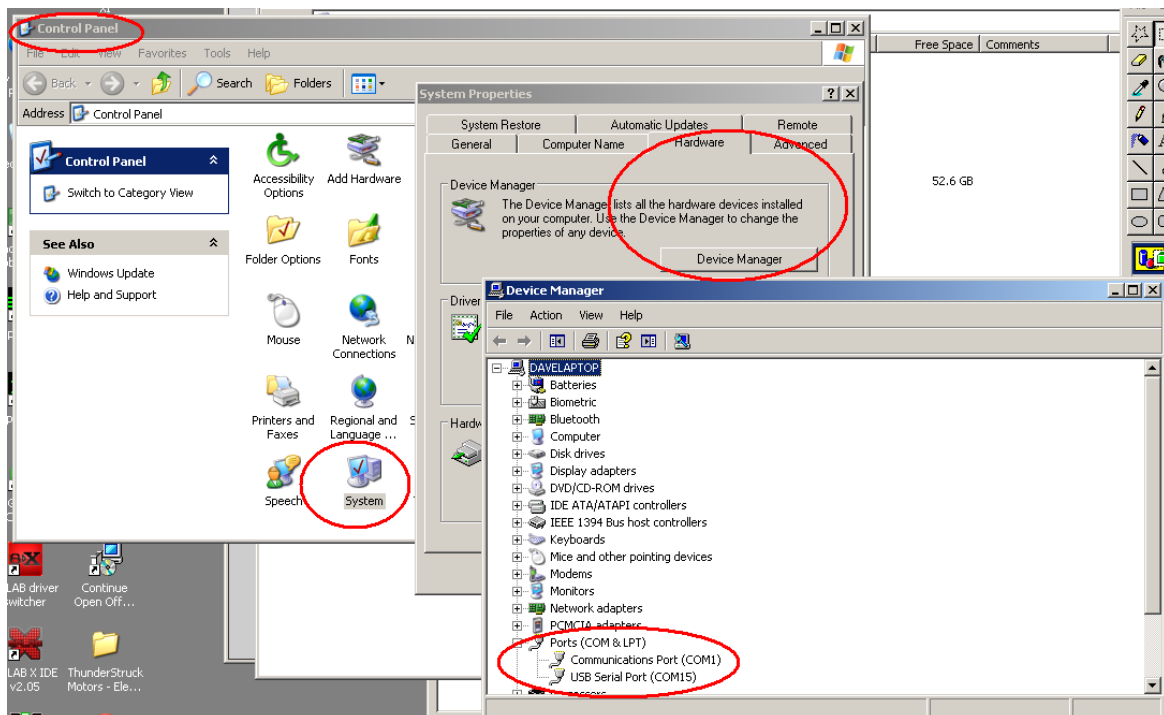 Control Panel
File Edit View Favorites Tools Help
Back Search Folders
Address Control Panel
Control Panel
Switch to Category View
See Also
Windows Update
Help and Support
Accessibility Options
Add Hardware
Folder Options
Fonts
Mouse
Network Connections
N
Printers and Faxes
Regional and Language ...
S
Speech
System
System Properties
System Restore Automatic Updates Remote
General Computer Name Hardware Advanced
Device Manager
The Device Manager lists all the hardware devices installed
on your computer. Use the Device Manager to change the
properties of any device.
Device Manager
Driver
Hardw
Free Space Comments
52.6 GB
Device Manager
File Action View Help
DAVELAPTOP
Batteries
Biometric
Bluetooth
Computer
Disk drives
Display adapters
DVD/CD-ROM drives
IDE ATA/ATAPI controllers
IEEE 1394 Bus host controllers
Keyboards
Mice and other pointing devices
Modems
Monitors
Network adapters
PCMCIA adapters
Ports (COM & LPT)
Communications Port (COM1)
USB Serial Port (COM15)
LAB driver
witcher
Continue
Open Off...
LAB X IDE
v2.05
ThunderStruck
Motors - Ele...